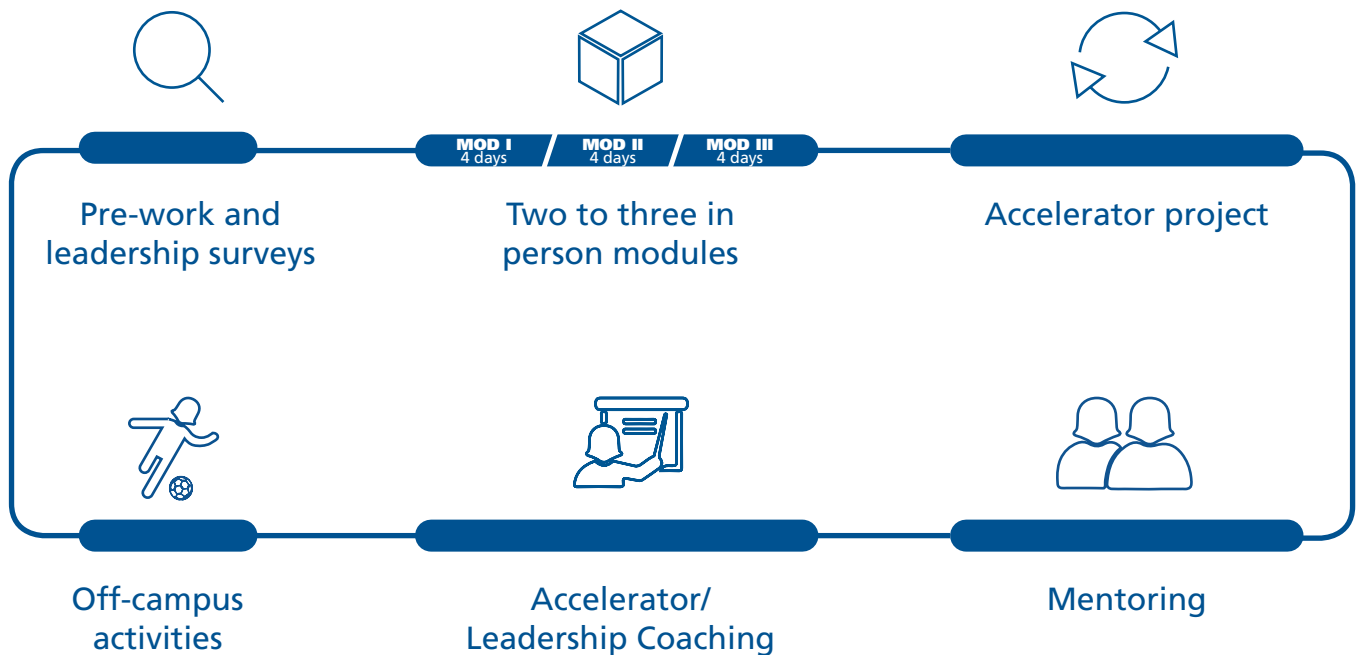 MOD I
4 days
MOD II
4 days
MOD III
4 days
Pre-work and
leadership surveys
Two to three in
person modules
Accelerator project
Off-campus
activities
Accelerator/
Leadership Coaching
Mentoring